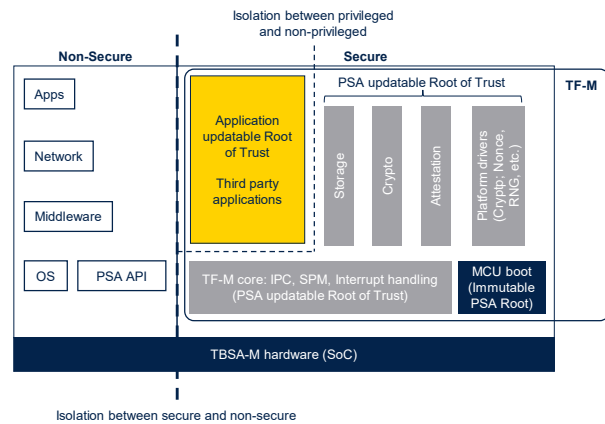 Isolation between privileged
and non-privileged
Non-Secure
Secure
TF-M
PSA updatable Root of Trust
Apps
Network
Middleware
OS
PSA API
Application
updatable Root
of Trust
Third party
applications
Storage
Crypto
Attestation
Platform drivers
(Cryptp; Nonce,
RNG, etc.)
TF-M core: IPC, SPM, Interrupt handling
(PSA updatable Root of Trust)
MCU boot
(Immutable
PSA Root)
TBSA-M hardware (SoC)
Isolation between secure and non-secure